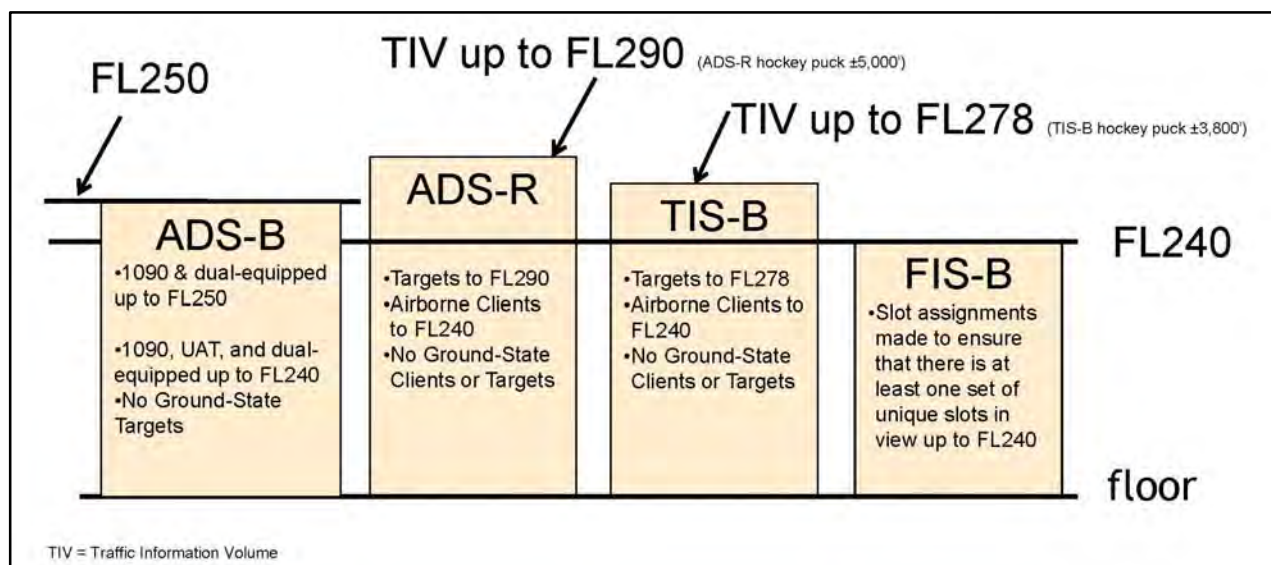 FL250
TIV up to FL290 (ADS-R hockey puck ±5,000')
TIV up to FL278 (TIS-B hockey puck ±3,800')
ADS-B
•1090 & dual-equipped
up to FL250
•1090, UAT, and dual-
equipped up to FL240
•No Ground-State
Targets
ADS-R
•Targets to FL290
•Airborne Clients
to FL240
•No Ground-State
Clients or Targets
TIS-B
•Targets to FL278
•Airborne Clients to
FL240
•No Ground-State
Clients or Targets
FIS-B
•Slot assignments
made to ensure
that there is at
least one set of
unique slots in
view up to FL240
FL240
floor
TIV = Traffic Information Volume